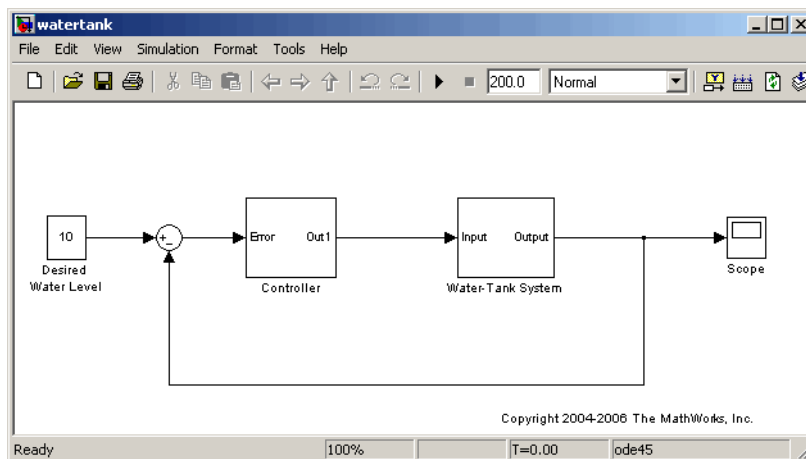 watertank
File Edit View Simulation Format Tools Help
200.0 Normal
10
+
-
Error Out1
Input Output
Desired
Water Level
Controller
Water-Tank System
Scope
Copyright 2004-2006 The MathWorks, Inc.
Ready 100% T=0.00 ode45